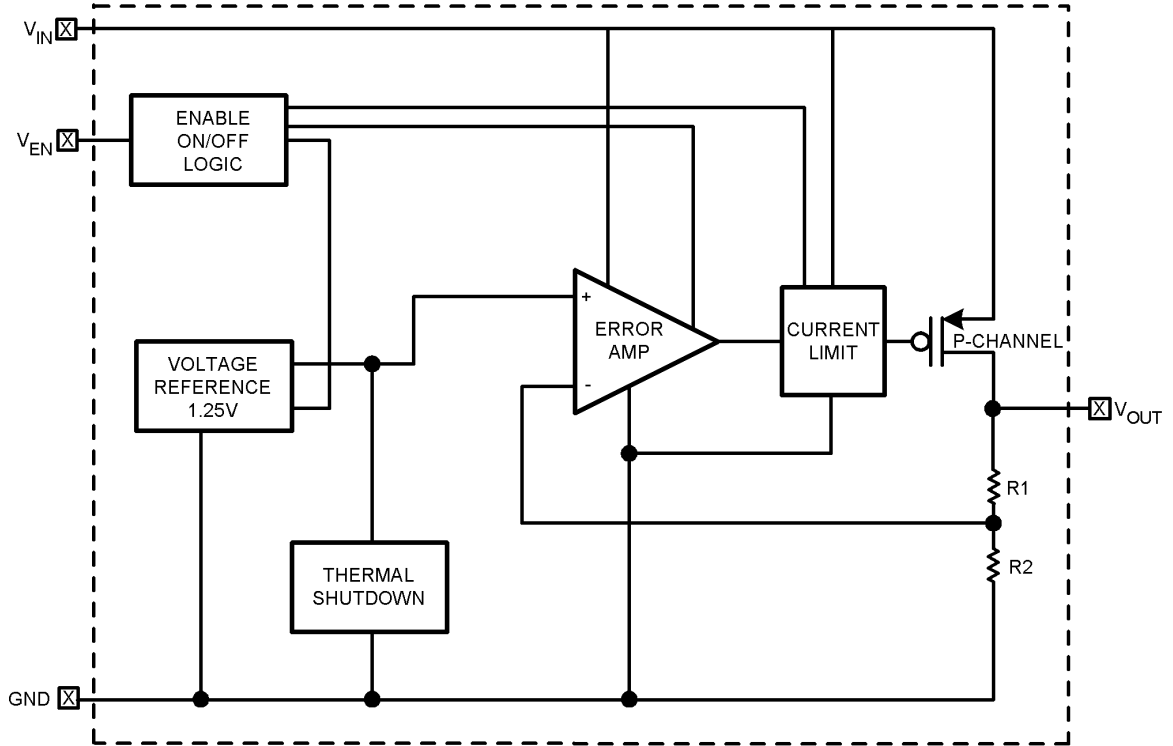 VIN X
ENABLE
ON/OFF
LOGIC
VEN X
+
ERROR
AMP
-
CURRENT
LIMIT
P-CHANNEL
VOLTAGE
REFERENCE
1.25V
X VOUT
R1
R2
THERMAL
SHUTDOWN
GND X